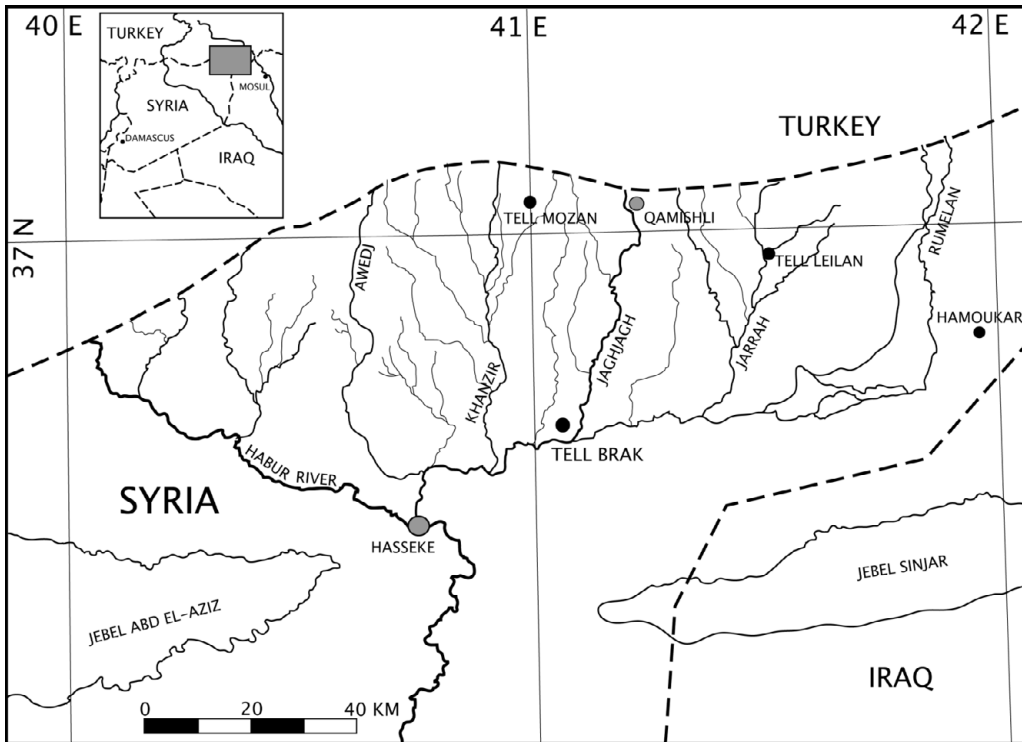 40 E
41 E
42 E
TURKEY
MOSUL
SYRIA
DAMASCUS
IRAQ
TURKEY
37 N
TELL MOZAN
QAMISHLI
RUMELAN
AWEDJ
TELL LEILAN
HAMOUKAR
JAGHJAGH
JARRAH
KHANZIR
TELL BRAK
HABUR RIVER
SYRIA
HASSEKE
JEBEL SINJAR
JEBEL ABD EL-AZIZ
IRAQ
0 20 40 KM